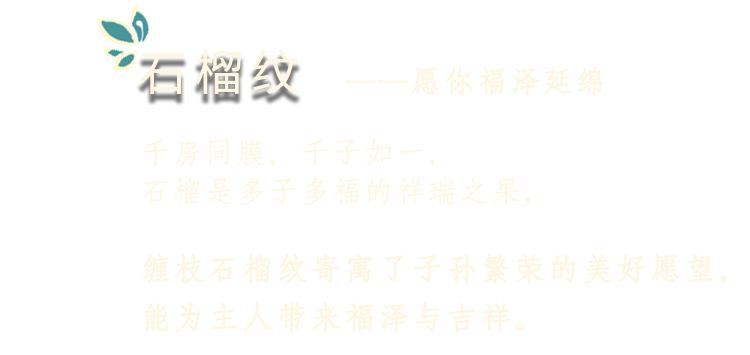 石榴纹 ——愿你福泽延绵
千房同膜，千子如一，
石榴是多子多福的祥瑞之果，
缠枝石榴纹寄寓了子孙繁荣的美好愿望，
能为主人带来福泽与吉祥。